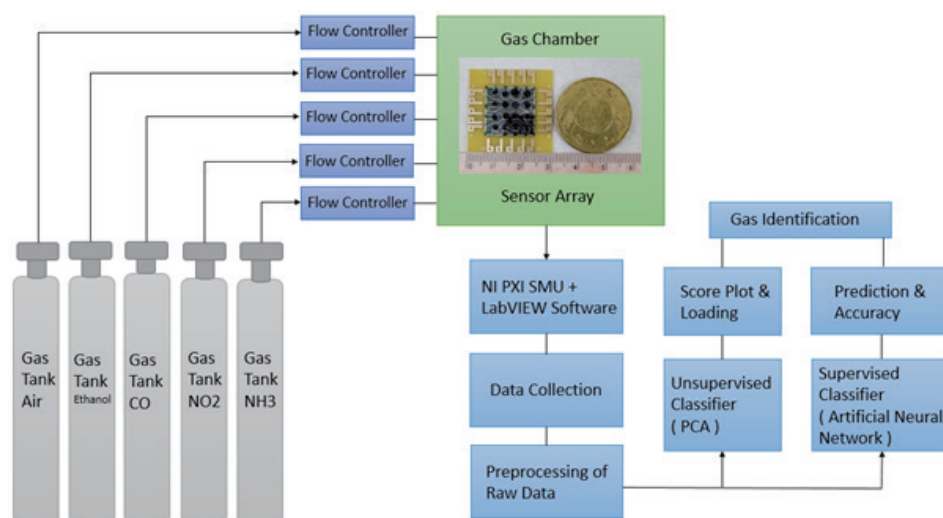 Flow Controller
Flow Controller
Flow Controller
Flow Controller
Flow Controller
Gas Chamber
Sensor Array
Gas
Tank
Air
Gas
Tank
Ethanol
Gas
Tank
CO
Gas
Tank
NO2
Gas
Tank
NH3
NI PXI SMU +
LabVIEW Software
Data Collection
Preprocessing of
Raw Data
Gas Identification
Score Plot &
Loading
Prediction &
Accuracy
Unsupervised
Classifier
( PCA )
Supervised
Classifier
( Artificial Neural
Network )